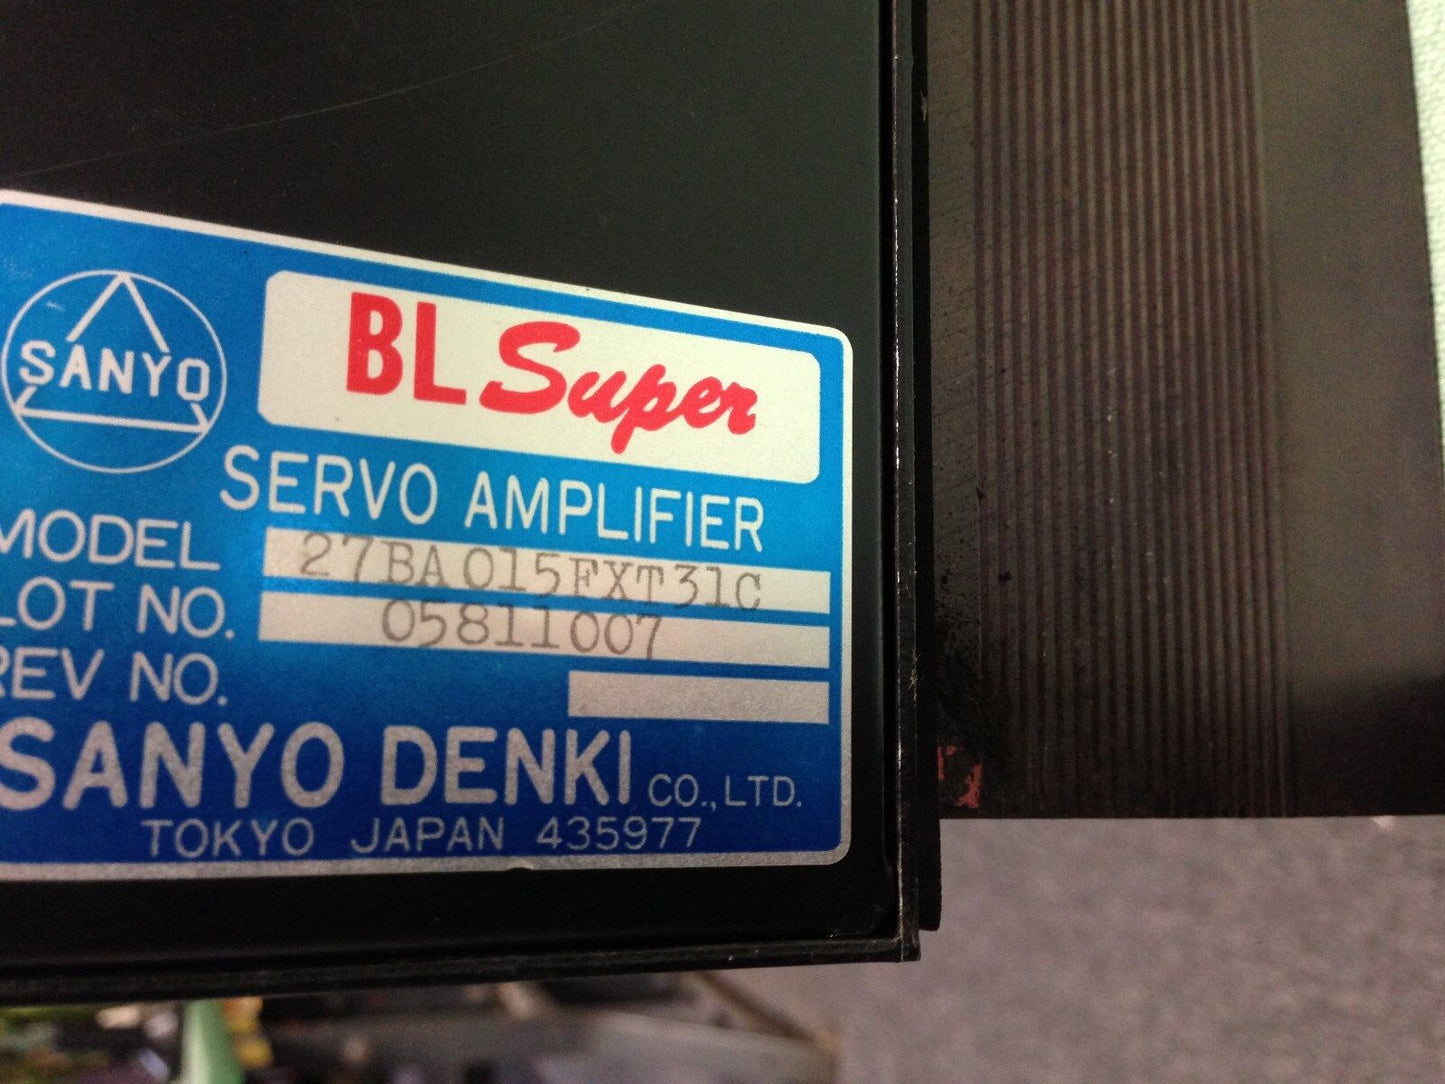 SANYO
BL Super
SERVO AMPLIFIER
MODEL 27BA015FXT31C
LOT NO. 05811007
REV NO.
SANYO DENKI CO., LTD.
TOKYO JAPAN 435977